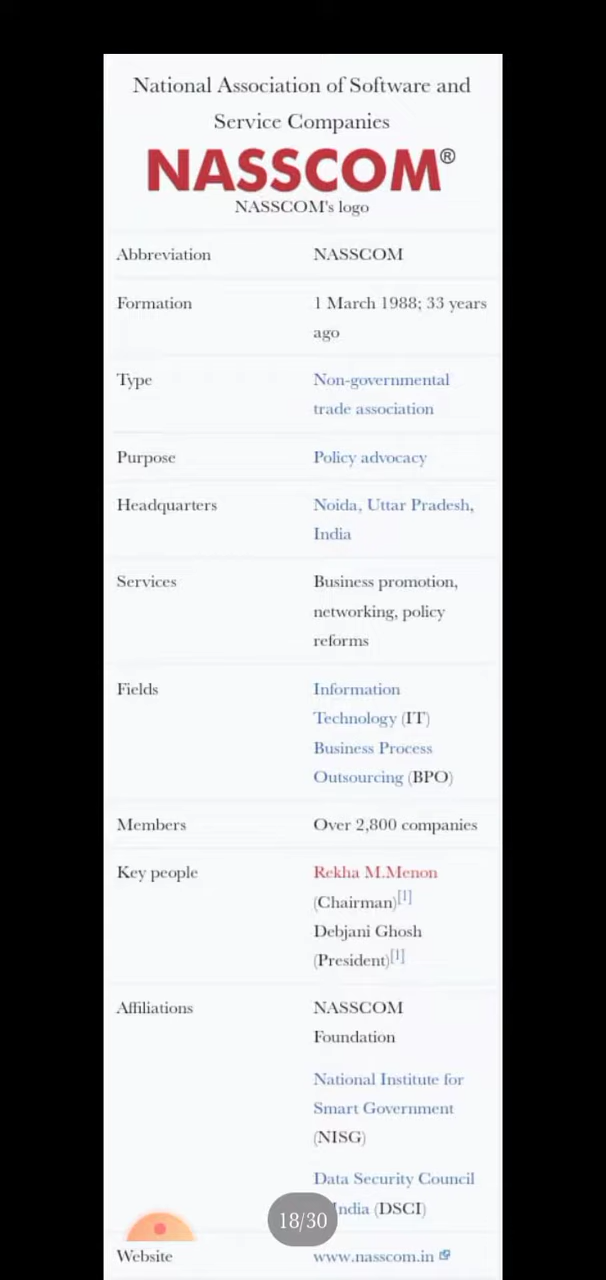 National Association of Software and
Service Companies
NASSCOM®
NASSCOM's logo
Abbreviation NASSCOM
Formation 1 March 1988; 33 years
ago
Type Non-governmental
trade association
Purpose Policy advocacy
Headquarters Noida, Uttar Pradesh,
India
Services Business promotion,
networking, policy
reforms
Fields Information
Technology (IT)
Business Process
Outsourcing (BPO)
Members Over 2,800 companies
Key people Rekha M.Menon
(Chairman)[1]
Debjani Ghosh
(President)[1]
Affiliations NASSCOM
Foundation
National Institute for
Smart Government
(NISG)
Data Security Council
India (DSCI)
18/30
Website www.nasscom.in